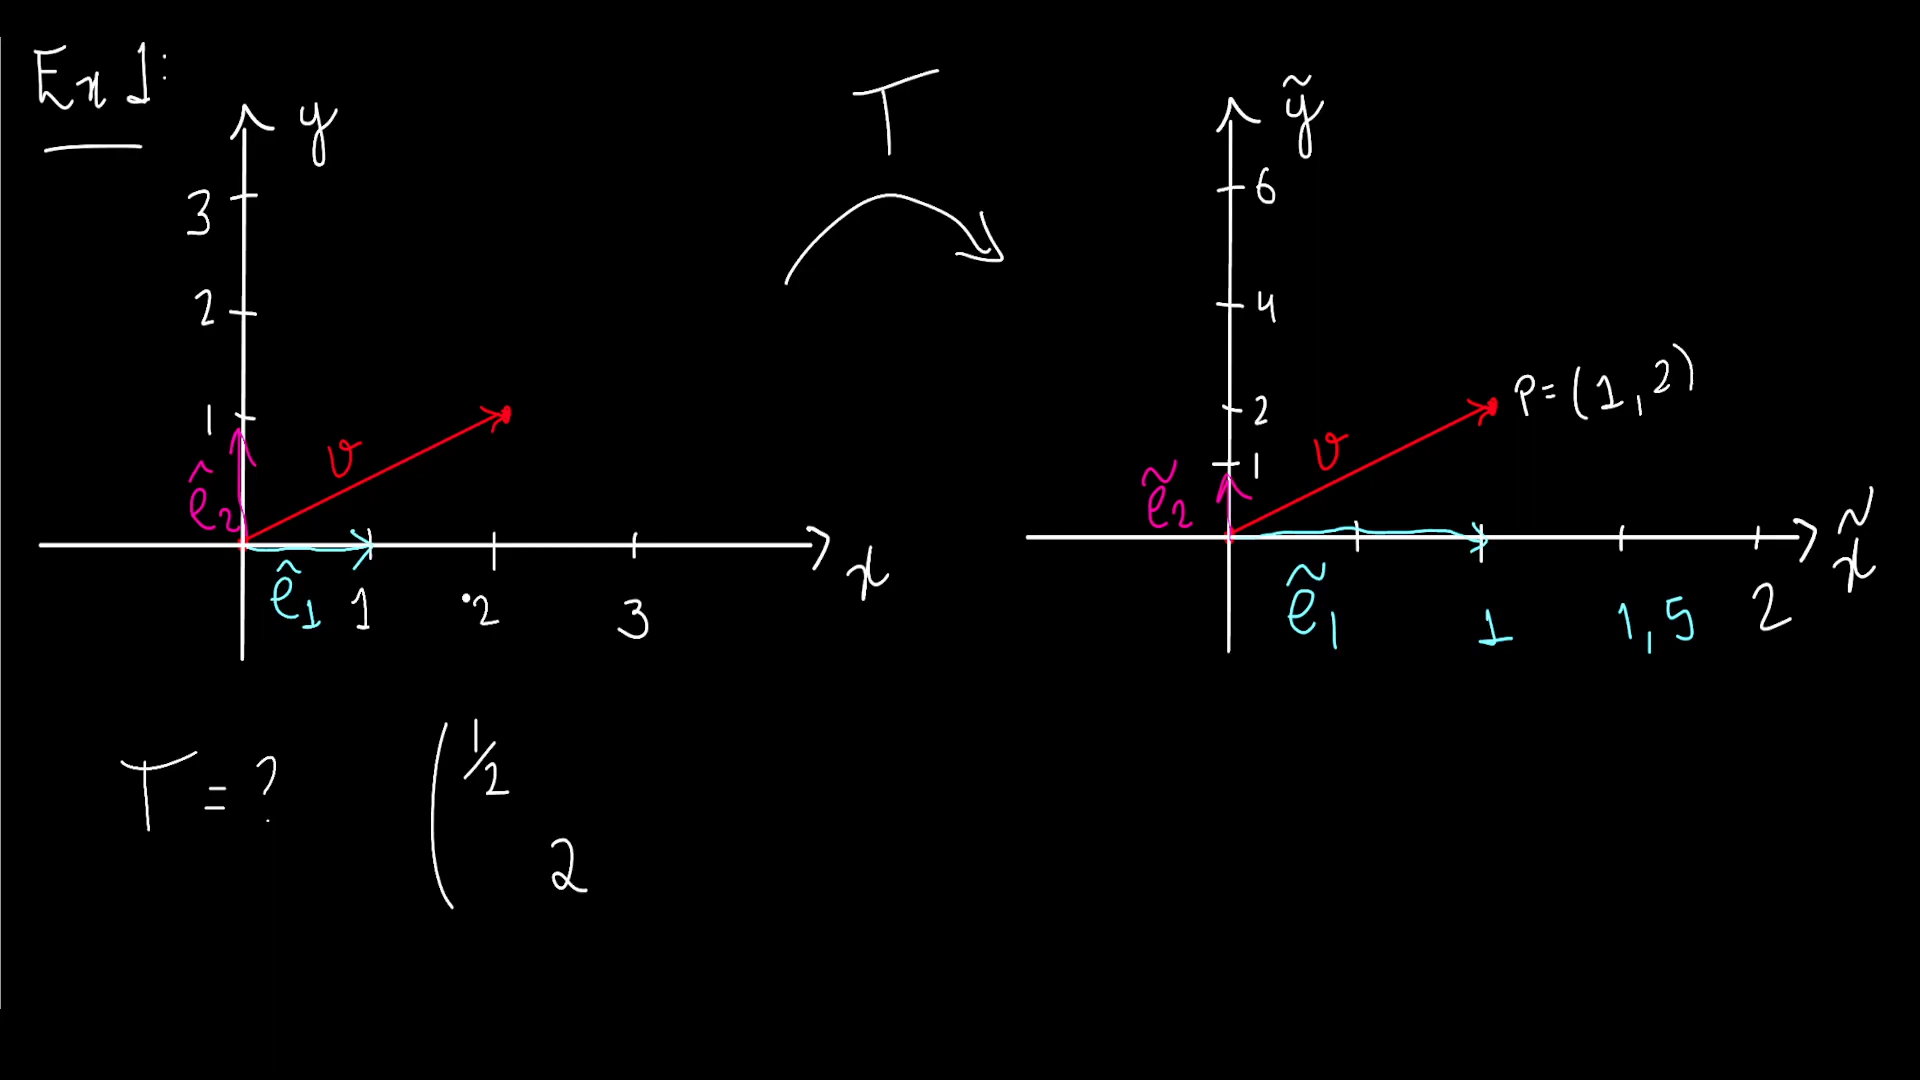 Ex 1:
T
y
ỹ
3
2
1
6
4
2
1
P=(1,2)
v
v
ê₂
ẽ₂
x
x̃
ê₁ 1 2 3
ẽ₁ 1 1,5 2
T = ? ( 1/2
2